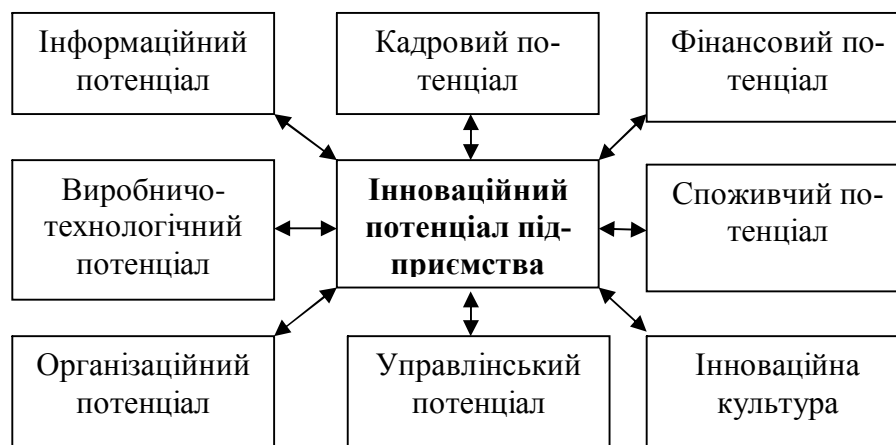 Інформаційний
потенціал
Кадровий по-
тенціал
Фінансовий по-
тенціал
Виробничо-
технологічний
потенціал
Інноваційний
потенціал під-
приємства
Споживчий по-
тенціал
Організаційний
потенціал
Управлінський
потенціал
Інноваційна
культура